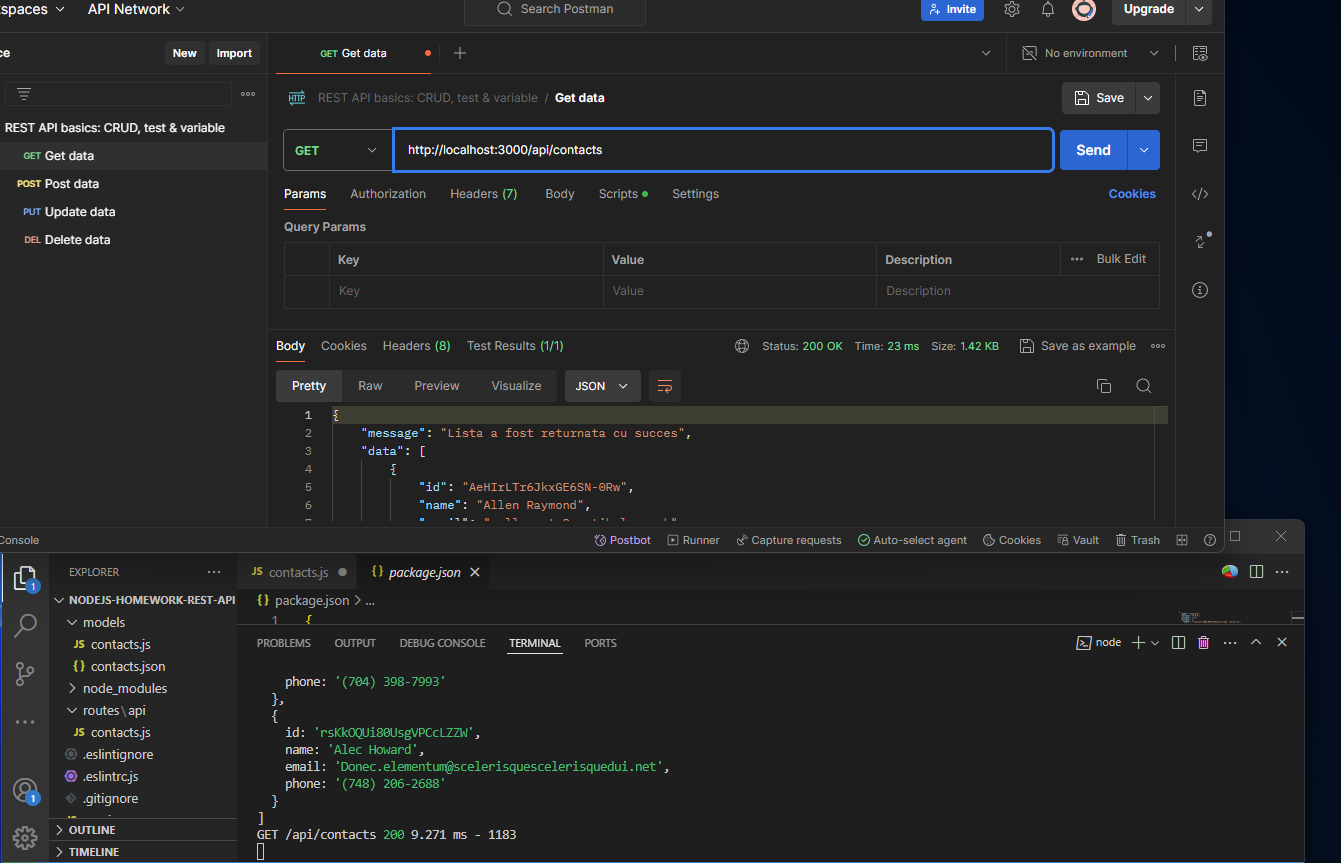 spaces API Network Search Postman Invite Upgrade
ce New Import GET Get data No environment
REST API basics: CRUD, test & variable / Get data Save
REST API basics: CRUD, test & variable
GET Get data
POST Post data
PUT Update data
DEL Delete data
GET http://localhost:3000/api/contacts Send
Params Authorization Headers (7) Body Scripts Settings Cookies
Query Params
Key Value Description Bulk Edit
Key Value Description
Body Cookies Headers (8) Test Results (1/1) Status: 200 OK Time: 23 ms Size: 1.42 KB Save as example
Pretty Raw Preview Visualize JSON
1 {
2 "message": "Lista a fost returnata cu succes",
3 "data": [
4 {
5 "id": "AeHIrLTr6JkxGE6SN-0Rw",
6 "name": "Allen Raymond",
Console Postbot Runner Capture requests Auto-select agent Cookies Vault Trash
EXPLORER
NODEJS-HOMEWORK-REST-API
models
JS contacts.js
{} contacts.json
node_modules
routes\api
JS contacts.js
.eslintignore
.eslintrc.js
.gitignore
OUTLINE
TIMELINE
1
1
JS contacts.js {} package.json
{} package.json > ...
1 {
PROBLEMS OUTPUT DEBUG CONSOLE TERMINAL PORTS node
phone: '(704) 398-7993'
},
{
id: 'rsKkOQUi80UsgVPCcLZZW',
name: 'Alec Howard',
email: 'Donec.elementum@scelerisquescelerisquedui.net',
phone: '(748) 206-2688'
}
]
GET /api/contacts 200 9.271 ms - 1183